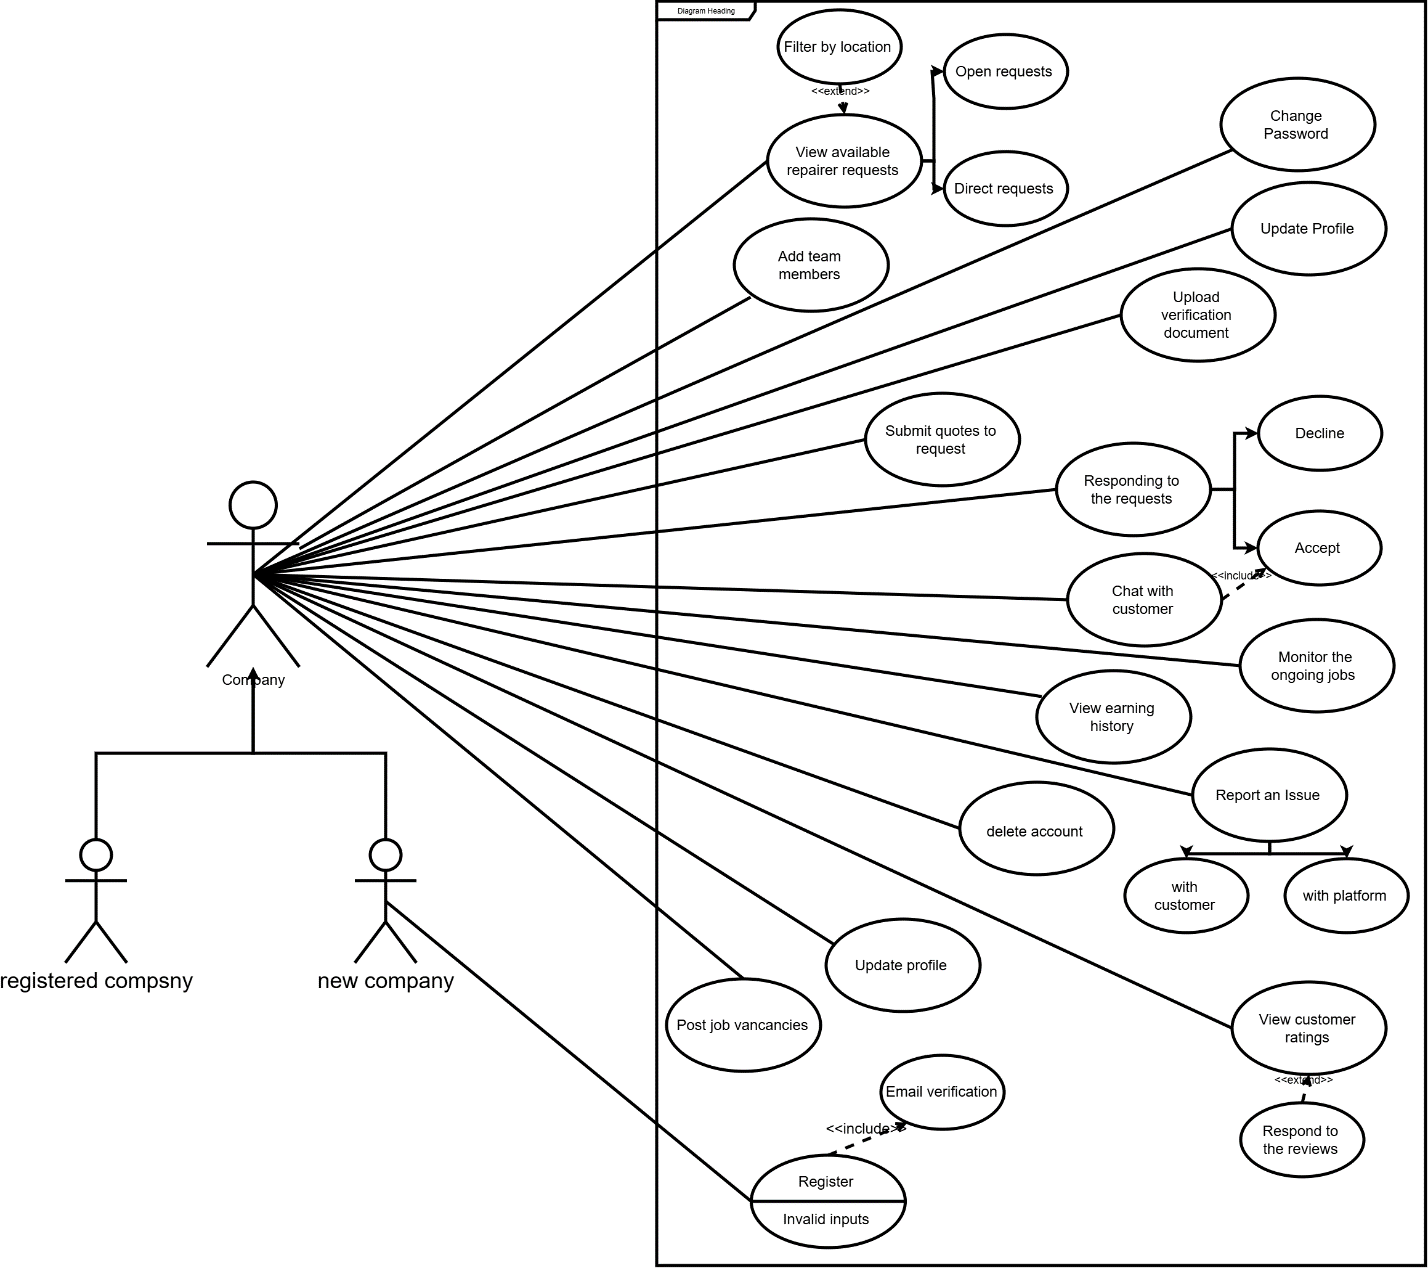 Diagram Heading
Filter by location
<<extend>>
Open requests
View available
repairer requests
Direct requests
Change
Password
Add team
members
Update Profile
Upload
verification
document
Submit quotes to
request
Decline
Responding to
the requests
Accept
<<include>>
Chat with
customer
Company
Monitor the
ongoing jobs
View earning
history
Report an Issue
delete account
with
customer
with platform
registered compsny
new company
Update profile
Post job vancancies
View customer
ratings
<<extend>>
Email verification
<<include>>
Respond to
the reviews
Register
Invalid inputs